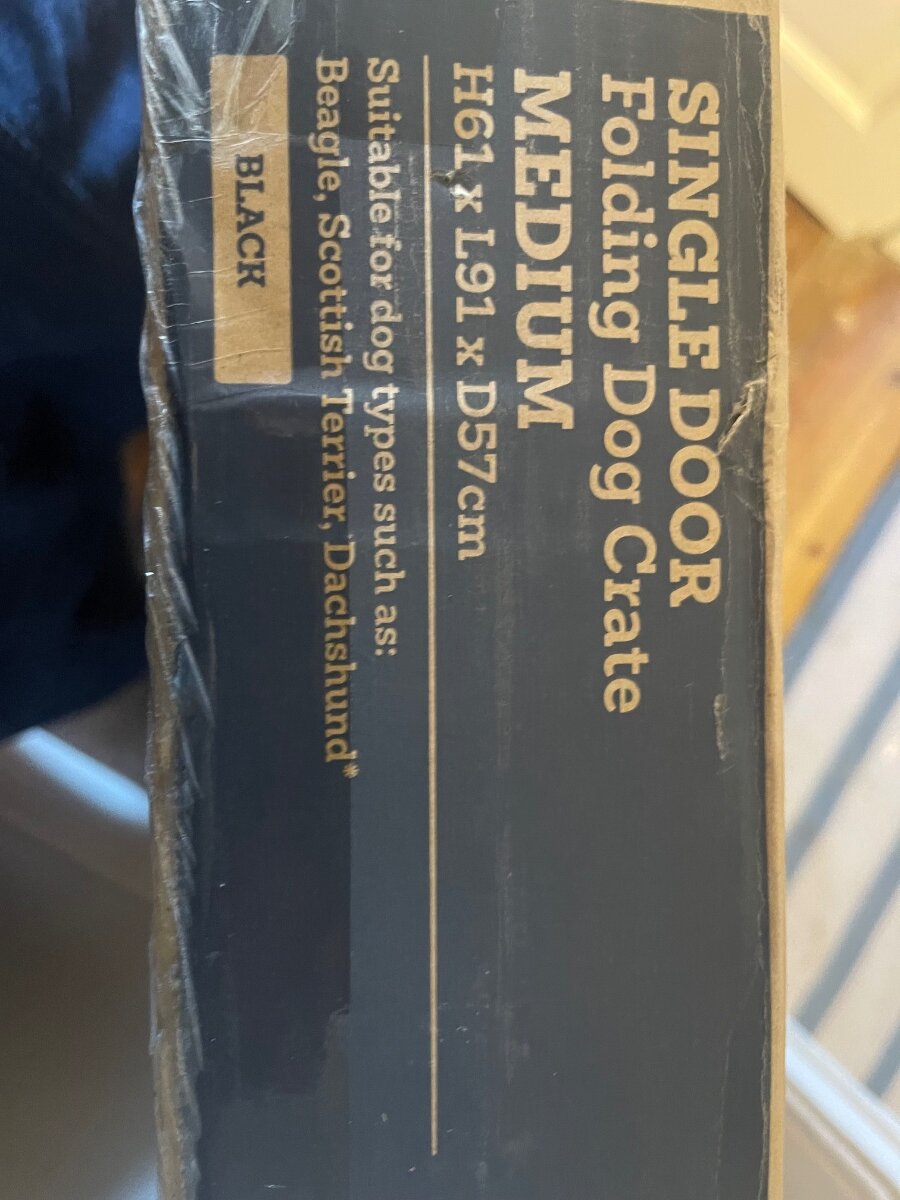 SINGLE DOOR
Folding Dog Crate
MEDIUM
H61 x L91 x D57cm
Suitable for dog types such as:
Beagle, Scottish Terrier, Dachshund*
BLACK